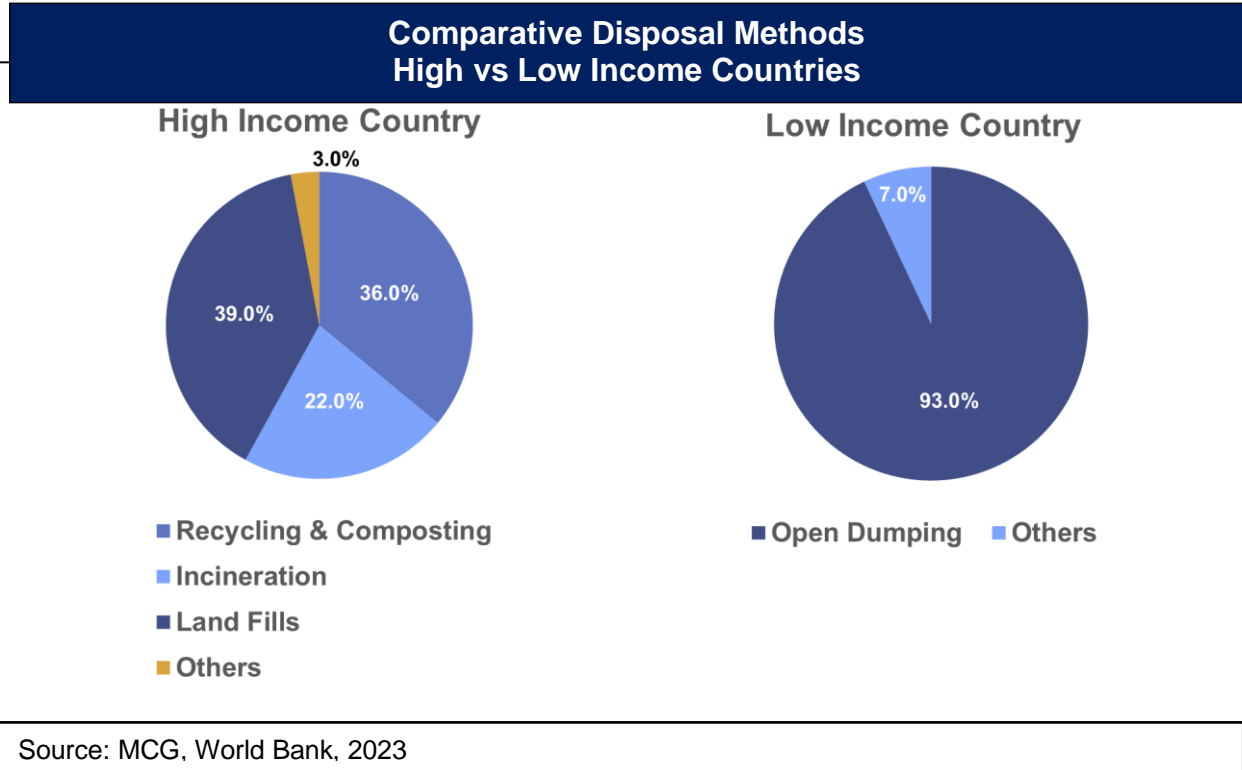 Comparative Disposal Methods
High vs Low Income Countries
High Income Country
3.0%
36.0%
39.0%
22.0%
Recycling & Composting
Incineration
Land Fills
Others
Low Income Country
7.0%
93.0%
Open Dumping Others
Source: MCG, World Bank, 2023